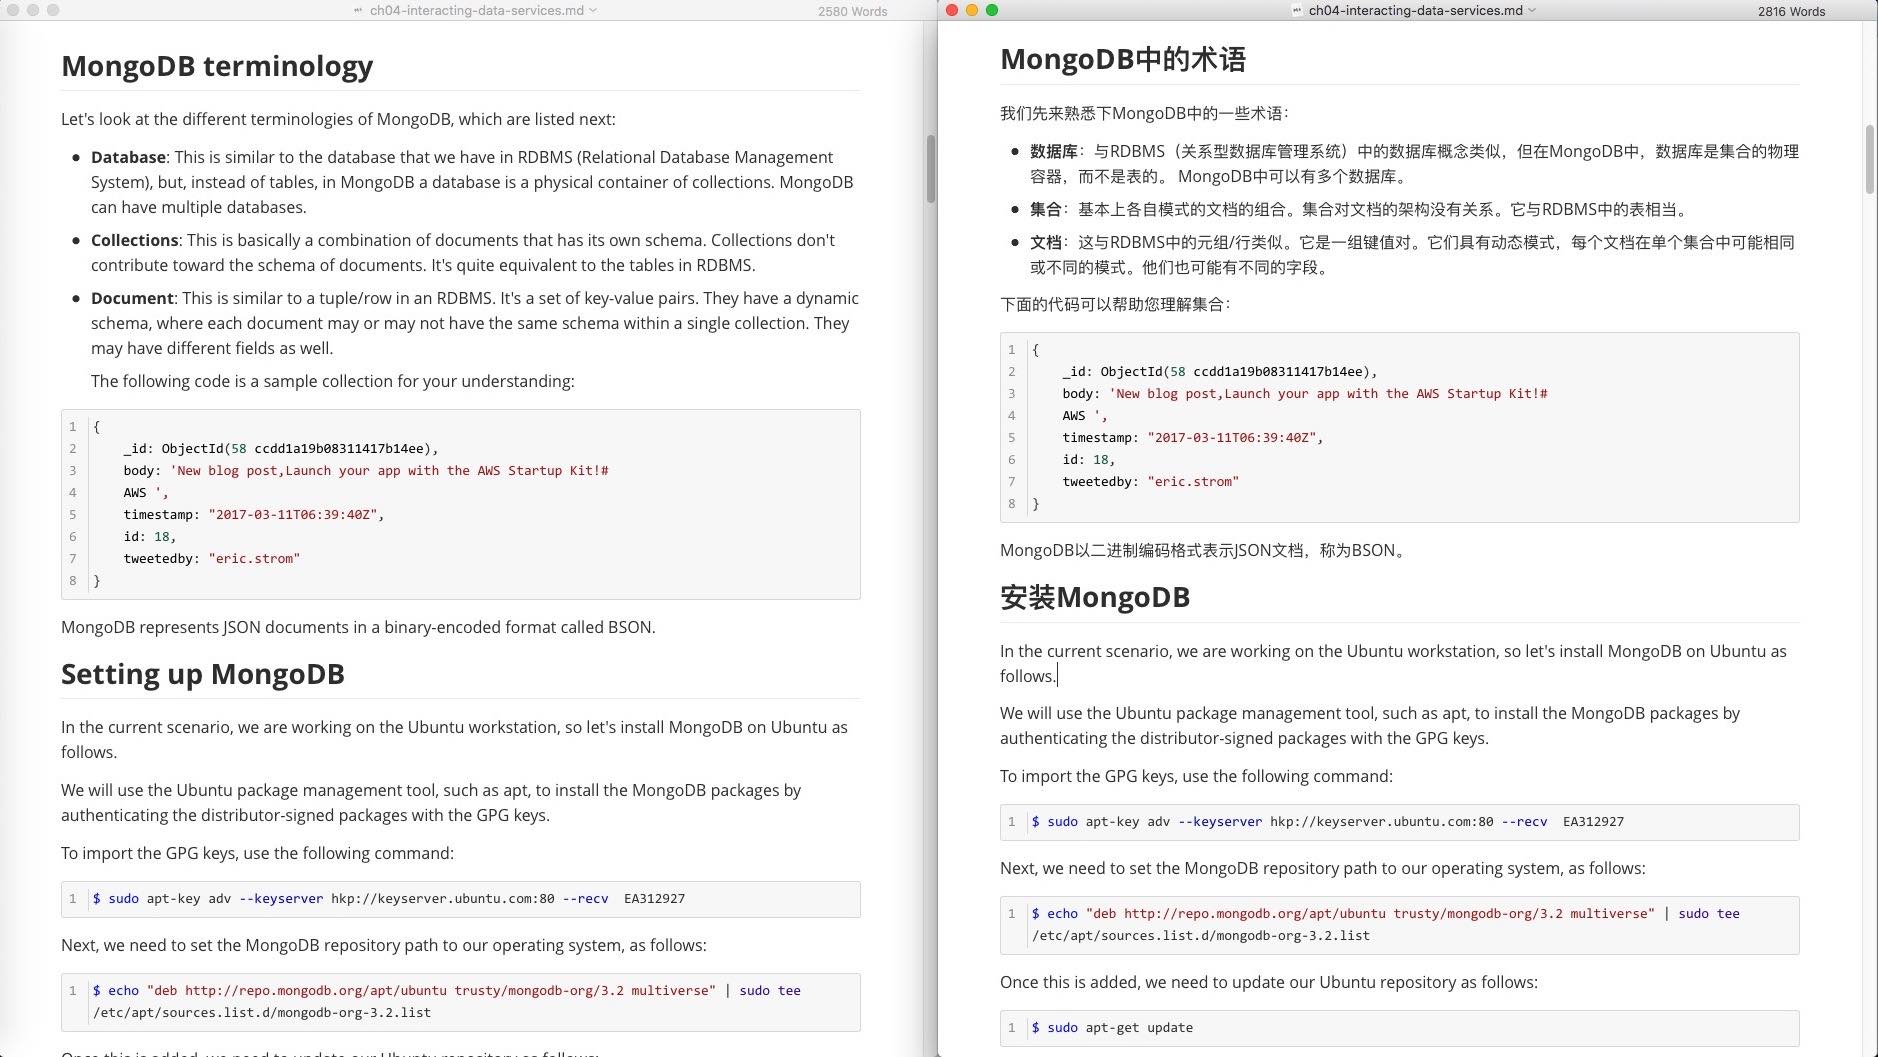 ch04-interacting-data-services.md
2580 Words
MongoDB terminology
Let's look at the different terminologies of MongoDB, which are listed next:
Database: This is similar to the database that we have in RDBMS (Relational Database Management
System), but, instead of tables, in MongoDB a database is a physical container of collections. MongoDB
can have multiple databases.
Collections: This is basically a combination of documents that has its own schema. Collections don't
contribute toward the schema of documents. It's quite equivalent to the tables in RDBMS.
Document: This is similar to a tuple/row in an RDBMS. It's a set of key-value pairs. They have a dynamic
schema, where each document may or may not have the same schema within a single collection. They
may have different fields as well.
The following code is a sample collection for your understanding:
1 {
2 _id: ObjectId(58 ccdd1a19b08311417b14ee),
3 body: 'New blog post,Launch your app with the AWS Startup Kit!#
4 AWS ',
5 timestamp: "2017-03-11T06:39:40Z",
6 id: 18,
7 tweetedby: "eric.strom"
8 }
MongoDB represents JSON documents in a binary-encoded format called BSON.
Setting up MongoDB
In the current scenario, we are working on the Ubuntu workstation, so let's install MongoDB on Ubuntu as
follows.
We will use the Ubuntu package management tool, such as apt, to install the MongoDB packages by
authenticating the distributor-signed packages with the GPG keys.
To import the GPG keys, use the following command:
1 $ sudo apt-key adv --keyserver hkp://keyserver.ubuntu.com:80 --recv  EA312927
Next, we need to set the MongoDB repository path to our operating system, as follows:
1 $ echo "deb http://repo.mongodb.org/apt/ubuntu trusty/mongodb-org/3.2 multiverse" | sudo tee
/etc/apt/sources.list.d/mongodb-org-3.2.list
Once this is added, we need to update our Ubuntu repository as follows:
ch04-interacting-data-services.md
2816 Words
MongoDB中的术语
我们先来熟悉下MongoDB中的一些术语：
数据库：与RDBMS（关系型数据库管理系统）中的数据库概念类似，但在MongoDB中，数据库是集合的物理
容器，而不是表的。 MongoDB中可以有多个数据库。
集合：基本上各自模式的文档的组合。集合对文档的架构没有关系。它与RDBMS中的表相当。
文档：这与RDBMS中的元组/行类似。它是一组键值对。它们具有动态模式，每个文档在单个集合中可能相同
或不同的模式。他们也可能有不同的字段。
下面的代码可以帮助您理解集合：
1 {
2 _id: ObjectId(58 ccdd1a19b08311417b14ee),
3 body: 'New blog post,Launch your app with the AWS Startup Kit!#
4 AWS ',
5 timestamp: "2017-03-11T06:39:40Z",
6 id: 18,
7 tweetedby: "eric.strom"
8 }
MongoDB以二进制编码格式表示JSON文档，称为BSON。
安装MongoDB
In the current scenario, we are working on the Ubuntu workstation, so let's install MongoDB on Ubuntu as
follows.
We will use the Ubuntu package management tool, such as apt, to install the MongoDB packages by
authenticating the distributor-signed packages with the GPG keys.
To import the GPG keys, use the following command:
1 $ sudo apt-key adv --keyserver hkp://keyserver.ubuntu.com:80 --recv  EA312927
Next, we need to set the MongoDB repository path to our operating system, as follows:
1 $ echo "deb http://repo.mongodb.org/apt/ubuntu trusty/mongodb-org/3.2 multiverse" | sudo tee
/etc/apt/sources.list.d/mongodb-org-3.2.list
Once this is added, we need to update our Ubuntu repository as follows:
1 $ sudo apt-get update